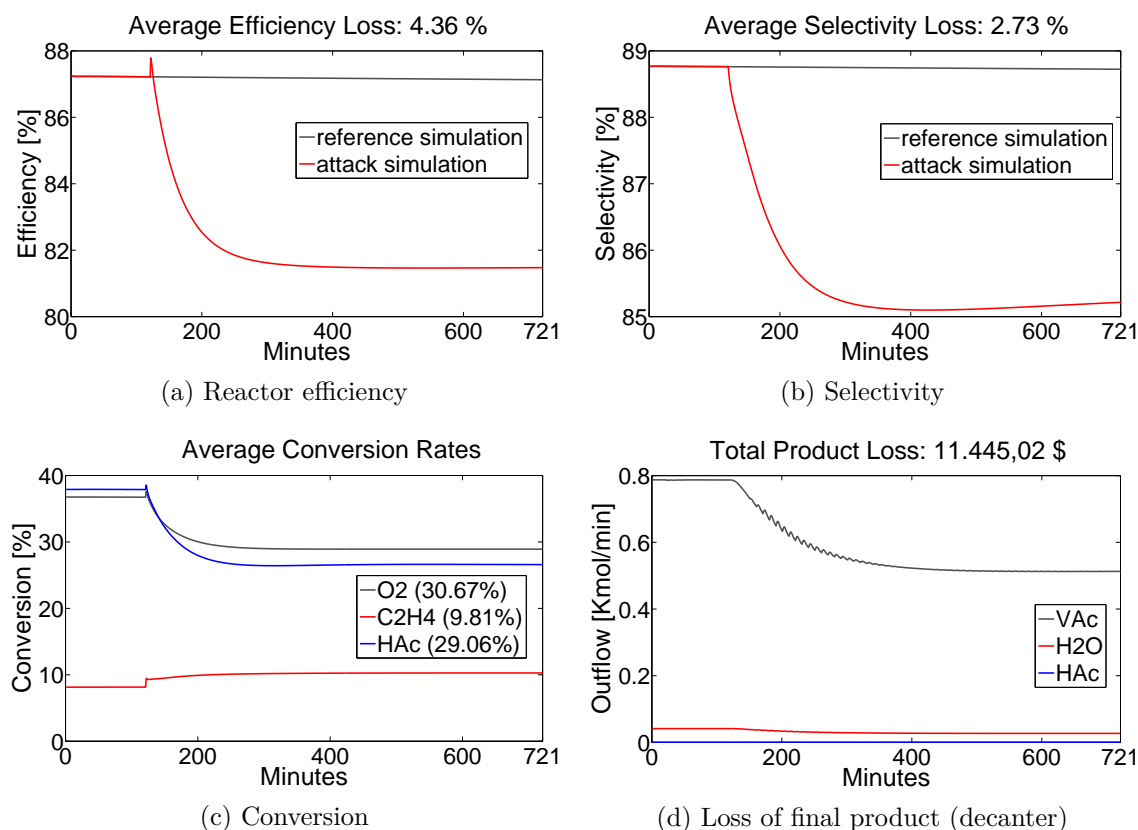 Average Efficiency Loss: 4.36 %
88
86
84
82
80
Efficiency [%]
reference simulation
attack simulation
0
200
400
600
721
Minutes
(a) Reactor efficiency
Average Selectivity Loss: 2.73 %
89
88
87
86
85
Selectivity [%]
reference simulation
attack simulation
0
200
400
600
721
Minutes
(b) Selectivity
Average Conversion Rates
40
30
20
10
0
Conversion [%]
O2 (30.67%)
C2H4 (9.81%)
HAc (29.06%)
0
200
400
600
721
Minutes
(c) Conversion
Total Product Loss: 11.445,02 $
0.8
0.6
0.4
0.2
0
Outflow [Kmol/min]
VAc
H2O
HAc
0
200
400
600
721
Minutes
(d) Loss of final product (decanter)